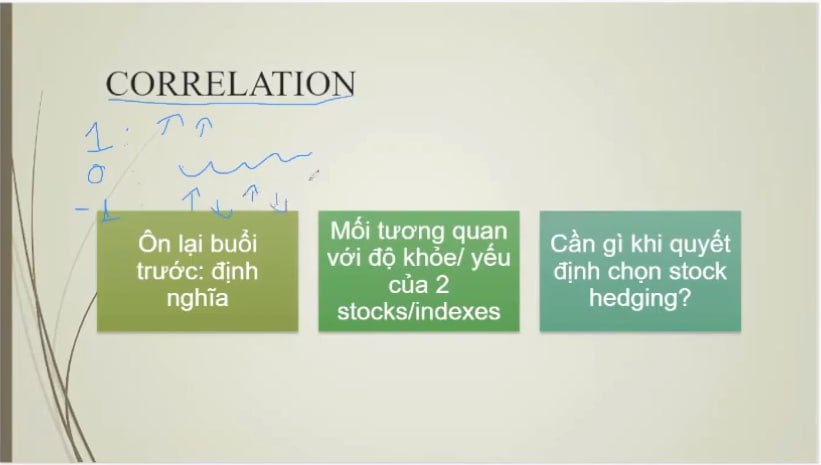 CORRELATION
1 : ↑ ↑
0 :
-1 : ↑ ↓ ↑ ↓
Ôn lại buổi
trước: định
nghĩa
Mối tương quan
với độ khỏe/ yếu
của 2
stocks/indexes
Cần gì khi quyết
định chọn stock
hedging?